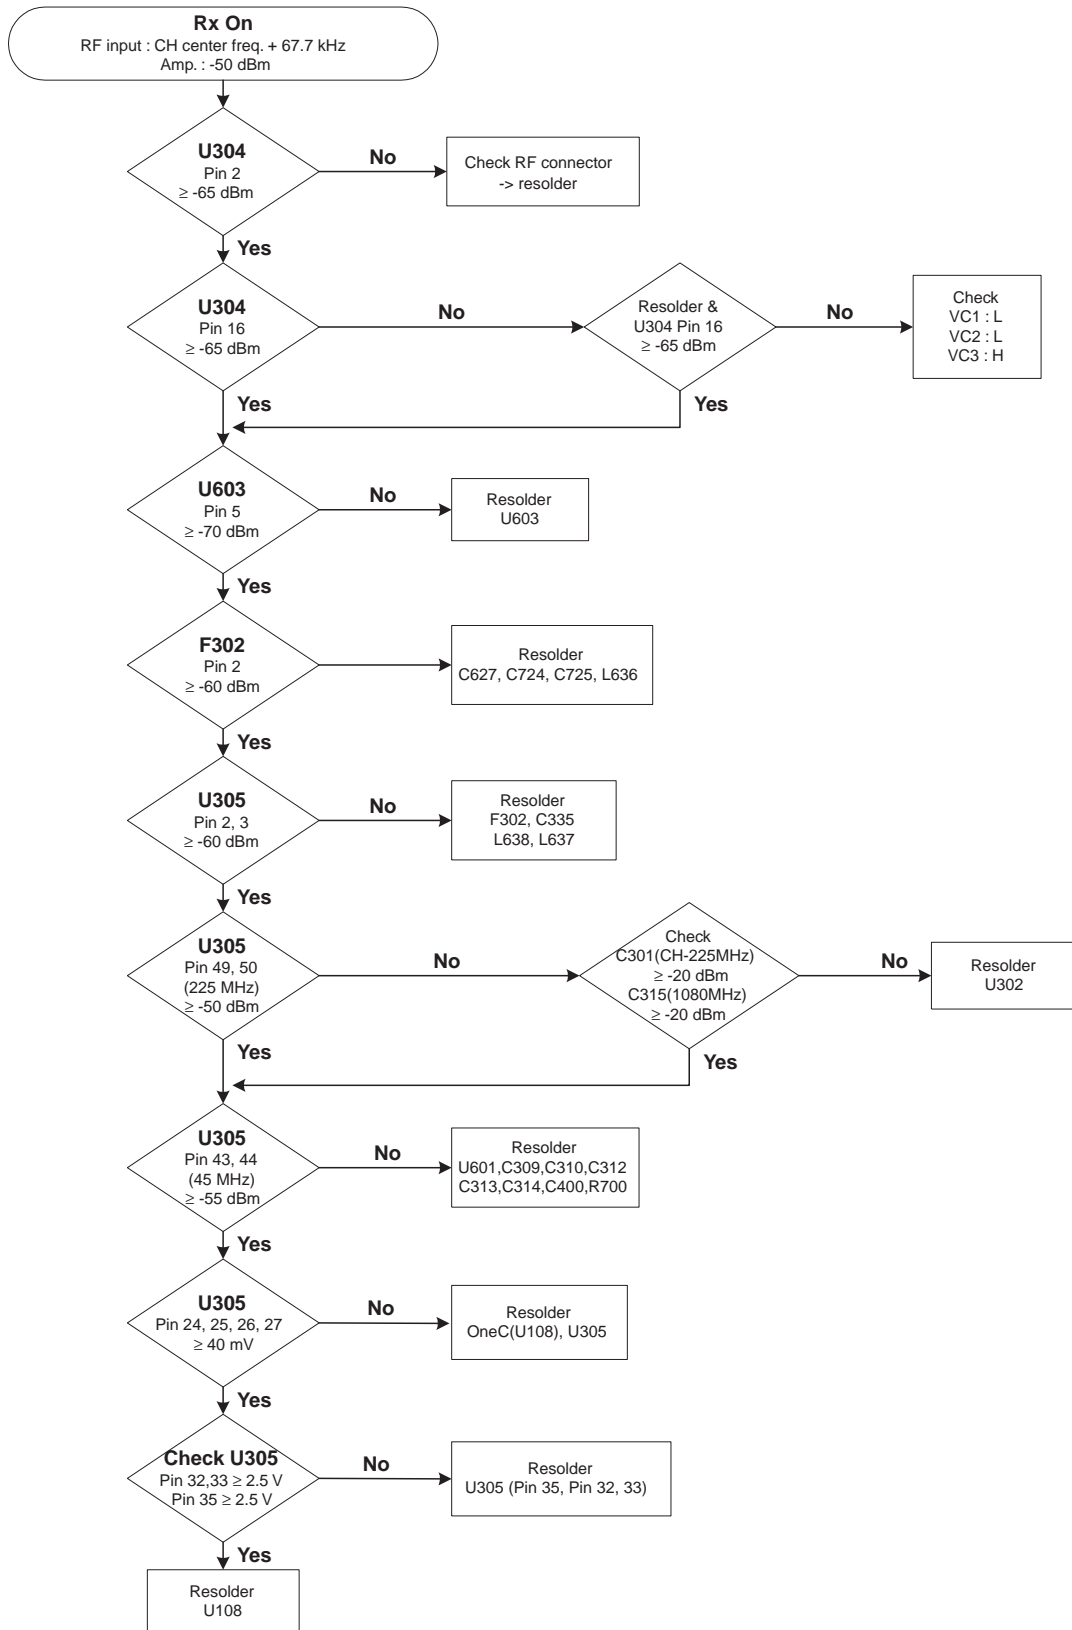 Rx On
RF input : CH center freq. + 67.7 kHz
Amp. : -50 dBm
U304
Pin 2
≥ -65 dBm
No
Check RF connector
-> resolder
Yes
U304
Pin 16
≥ -65 dBm
No
Resolder &
U304 Pin 16
≥ -65 dBm
No
Check
VC1 : L
VC2 : L
VC3 : H
Yes
Yes
U603
Pin 5
≥ -70 dBm
No
Resolder
U603
Yes
F302
Pin 2
≥ -60 dBm
Resolder
C627, C724, C725, L636
Yes
U305
Pin 2, 3
≥ -60 dBm
No
Resolder
F302, C335
L638, L637
Yes
U305
Pin 49, 50
(225 MHz)
≥ -50 dBm
No
Check
C301(CH-225MHz)
≥ -20 dBm
C315(1080MHz)
≥ -20 dBm
No
Resolder
U302
Yes
Yes
U305
Pin 43, 44
(45 MHz)
≥ -55 dBm
No
Resolder
U601,C309,C310,C312
C313,C314,C400,R700
Yes
U305
Pin 24, 25, 26, 27
≥ 40 mV
No
Resolder
OneC(U108), U305
Yes
Check U305
Pin 32,33 ≥ 2.5 V
Pin 35 ≥ 2.5 V
No
Resolder
U305 (Pin 35, Pin 32, 33)
Yes
Resolder
U108